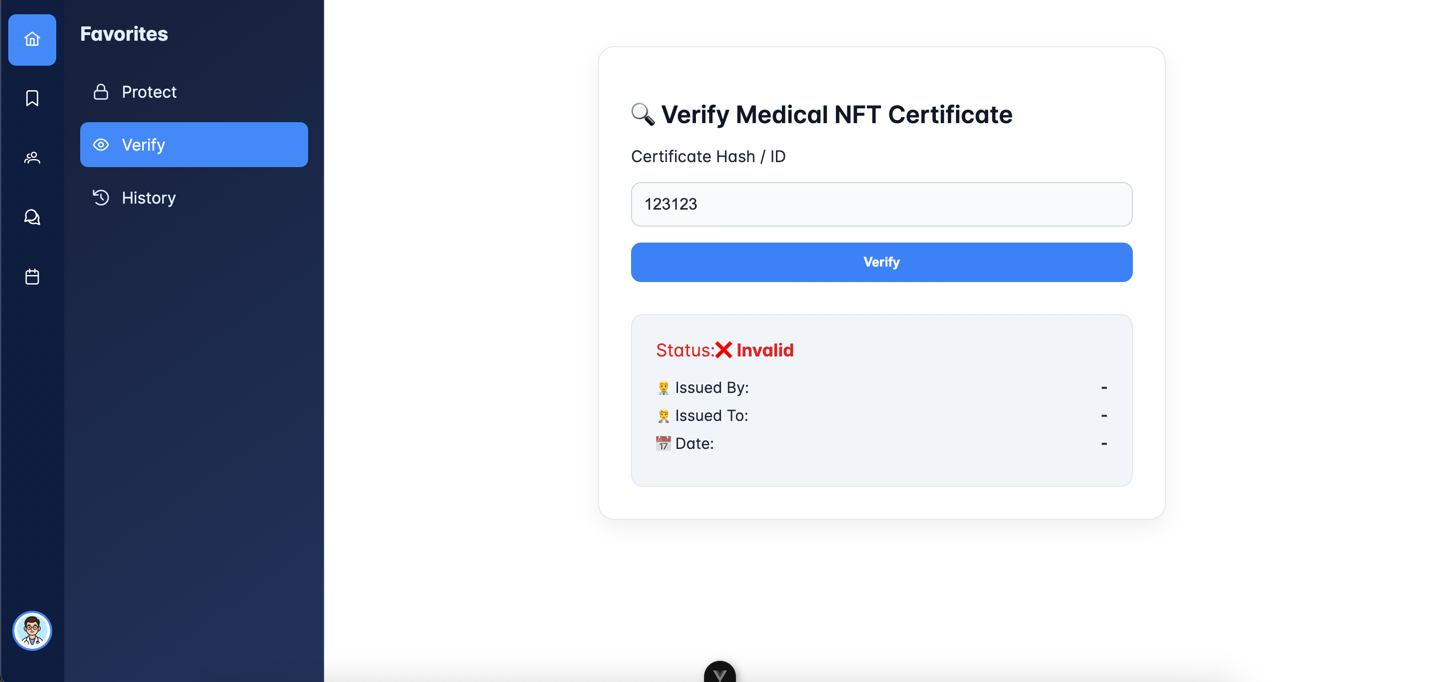 Favorites
Protect
Verify
History
🔍 Verify Medical NFT Certificate
Certificate Hash / ID
123123
Verify
Status:❌ Invalid
👨‍⚕️ Issued By: -
🧑‍⚕️ Issued To: -
📅 Date: -